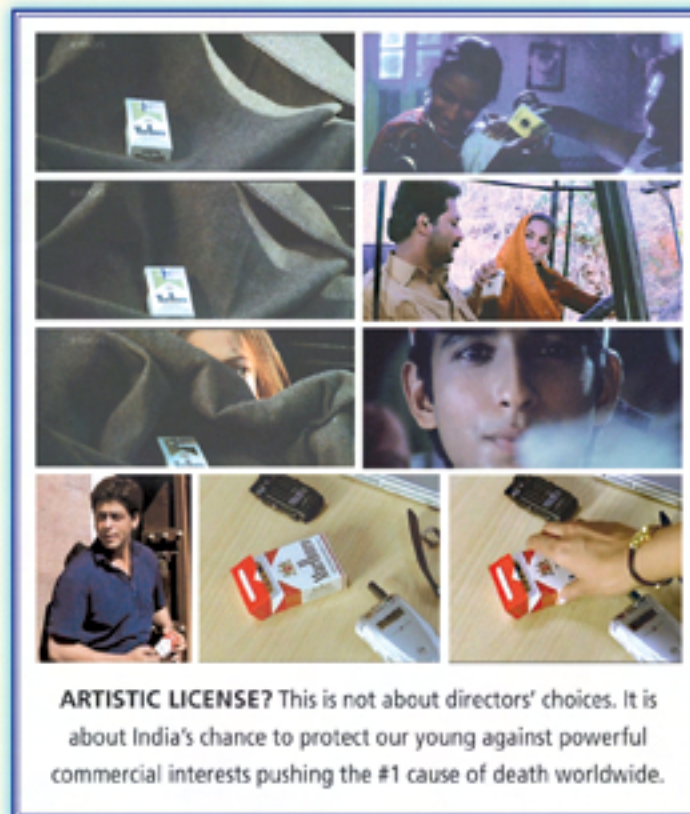 Marlboro
ARTISTIC LICENSE? This is not about directors' choices. It is
about India's chance to protect our young against powerful
commercial interests pushing the #1 cause of death worldwide.